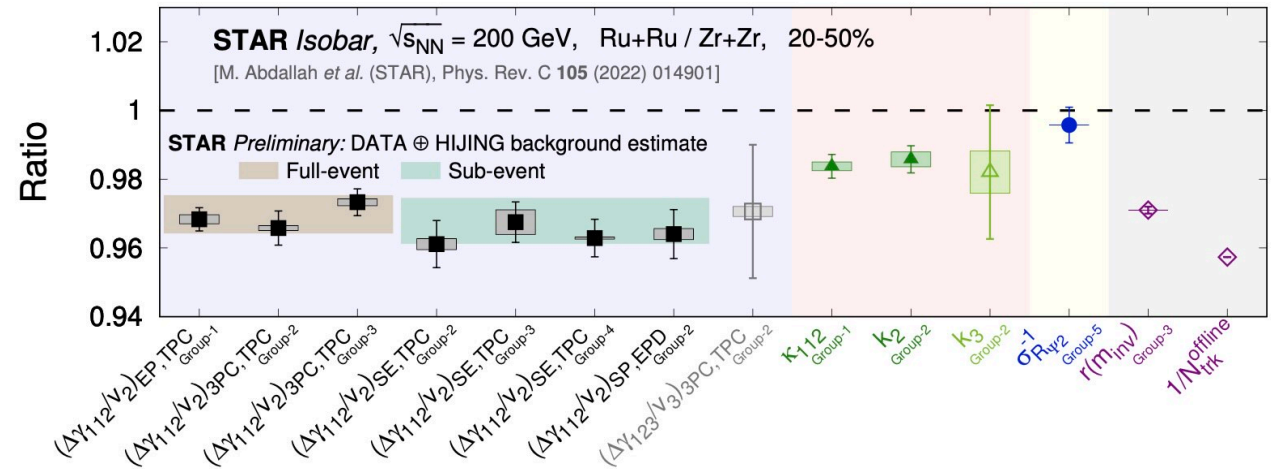 STAR Isobar, √sNN = 200 GeV, Ru+Ru / Zr+Zr, 20-50%
[M. Abdallah et al. (STAR), Phys. Rev. C 105 (2022) 014901]
STAR Preliminary: DATA ⊕ HIJING background estimate
Full-event Sub-event
Ratio
1.02
1
0.98
0.96
0.94
(Δγ112/v2)EP,TPC Group-1
(Δγ112/v2)3PC,TPC Group-2
(Δγ112/v2)3PC,TPC Group-3
(Δγ112/v2)SE,TPC Group-2
(Δγ112/v2)SE,TPC Group-3
(Δγ112/v2)SE,TPC Group-4
(Δγ112/v2)SP,EPD Group-2
(Δγ123/v3)3PC,TPC Group-2
κ112 Group-1
k2 Group-2
k3 Group-2
σ-1RΨ2 Group-5
r(minv) Group-3
1/Nofflinetrk